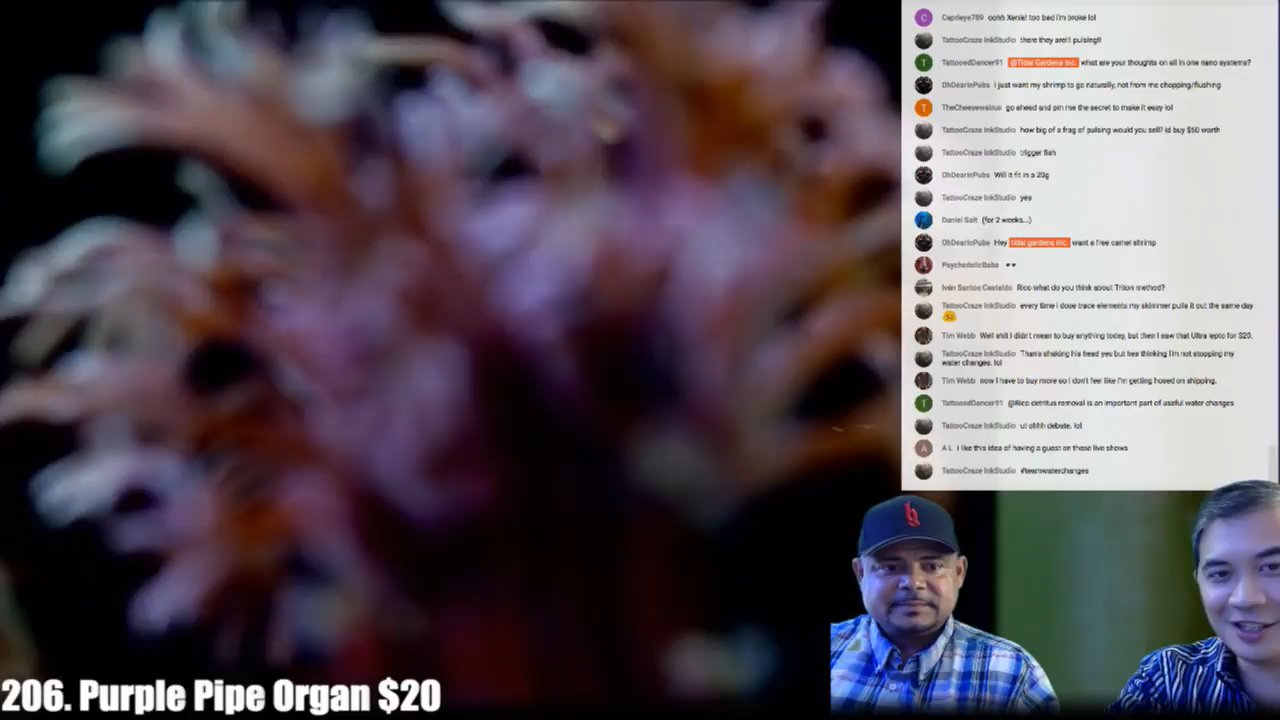 C
Caprieye789 oohh Xenia! too bad i'm broke lol
TattooCraze InkStudio there they are!! pulsing!!
T
TattooedDancer91 @Tidal Gardens Inc. what are your thoughts on all in one nano systems?
OhDearInPubs I just want my shrimp to go naturally, not from me chopping/flushing
T
TheCheesewalrus go ahead and pm me the secret to make it easy lol
TattooCraze InkStudio how big of a frag of pulsing would you sell? id buy $50 worth
TattooCraze InkStudio trigger fish
OhDearInPubs Will it fit in a 20g
TattooCraze InkStudio yes
Daniel Salt (for 2 weeks...)
OhDearInPubs Hey tidal gardens inc. want a free camel shrimp
PsychedelicBabe
Iván Santos Castaldo Rico what do you think about Triton method?
TattooCraze InkStudio every time i dose trace elements my skimmer pulls it out the same day
Tim Webb Well shit I didn't mean to buy anything today, but then I saw that Ultra lepto for $20.
TattooCraze InkStudio Thans shaking his head yes but hes thinking I'm not stopping my
water changes. lol
Tim Webb now I have to buy more so I don't feel like I'm getting hosed on shipping.
T
TattooedDancer91 @Rico detritus removal is an important part of useful water changes
TattooCraze InkStudio ut ohhh debate. lol
A
A L I like this idea of having a guest on these live shows
TattooCraze InkStudio #teamwaterchanges
206. Purple Pipe Organ $20